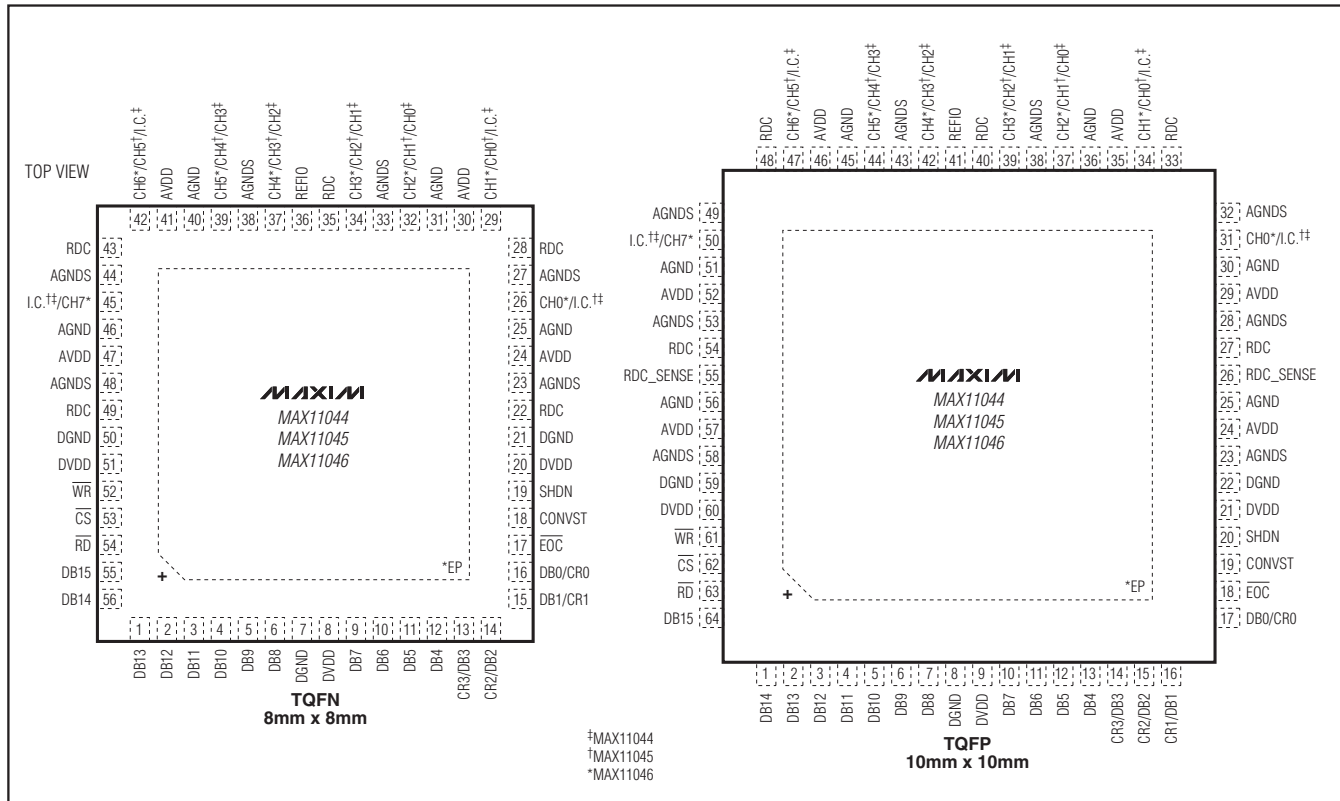 TOP VIEW
CH6*/CH5†/I.C.‡
AVDD
AGND
CH5*/CH4†/CH3‡
AGNDS
CH4*/CH3†/CH2‡
REFIO
RDC
CH3*/CH2†/CH1‡
AGNDS
CH2*/CH1†/CH0‡
AGND
AVDD
CH1*/CH0†/I.C.‡
42 41 40 39 38 37 36 35 34 33 32 31 30 29
RDC 43
AGNDS 44
I.C.†‡/CH7* 45
AGND 46
AVDD 47
AGNDS 48
RDC 49
DGND 50
DVDD 51
WR 52
CS 53
RD 54
DB15 55
DB14 56
28 RDC
27 AGNDS
26 CH0*/I.C.†‡
25 AGND
24 AVDD
23 AGNDS
22 RDC
21 DGND
20 DVDD
19 SHDN
18 CONVST
17 EOC
16 DB0/CR0
15 DB1/CR1
MAXIM
MAX11044
MAX11045
MAX11046
+
*EP
1 2 3 4 5 6 7 8 9 10 11 12 13 14
DB13
DB12
DB11
DB10
DB9
DB8
DGND
DVDD
DB7
DB6
DB5
DB4
CR3/DB3
CR2/DB2
TQFN
8mm x 8mm
RDC
CH6*/CH5†/I.C.‡
AVDD
AGND
CH5*/CH4†/CH3‡
AGNDS
CH4*/CH3†/CH2‡
REFIO
RDC
CH3*/CH2†/CH1‡
AGNDS
CH2*/CH1†/CH0‡
AGND
AVDD
CH1*/CH0†/I.C.‡
RDC
48 47 46 45 44 43 42 41 40 39 38 37 36 35 34 33
AGNDS 49
I.C.†‡/CH7* 50
AGND 51
AVDD 52
AGNDS 53
RDC 54
RDC_SENSE 55
AGND 56
AVDD 57
AGNDS 58
DGND 59
DVDD 60
WR 61
CS 62
RD 63
DB15 64
32 AGNDS
31 CH0*/I.C.†‡
30 AGND
29 AVDD
28 AGNDS
27 RDC
26 RDC_SENSE
25 AGND
24 AVDD
23 AGNDS
22 DGND
21 DVDD
20 SHDN
19 CONVST
18 EOC
17 DB0/CR0
MAXIM
MAX11044
MAX11045
MAX11046
+
*EP
1 2 3 4 5 6 7 8 9 10 11 12 13 14 15 16
DB14
DB13
DB12
DB11
DB10
DB9
DB8
DGND
DVDD
DB7
DB6
DB5
DB4
CR3/DB3
CR2/DB2
CR1/DB1
TQFP
10mm x 10mm
‡MAX11044
†MAX11045
*MAX11046